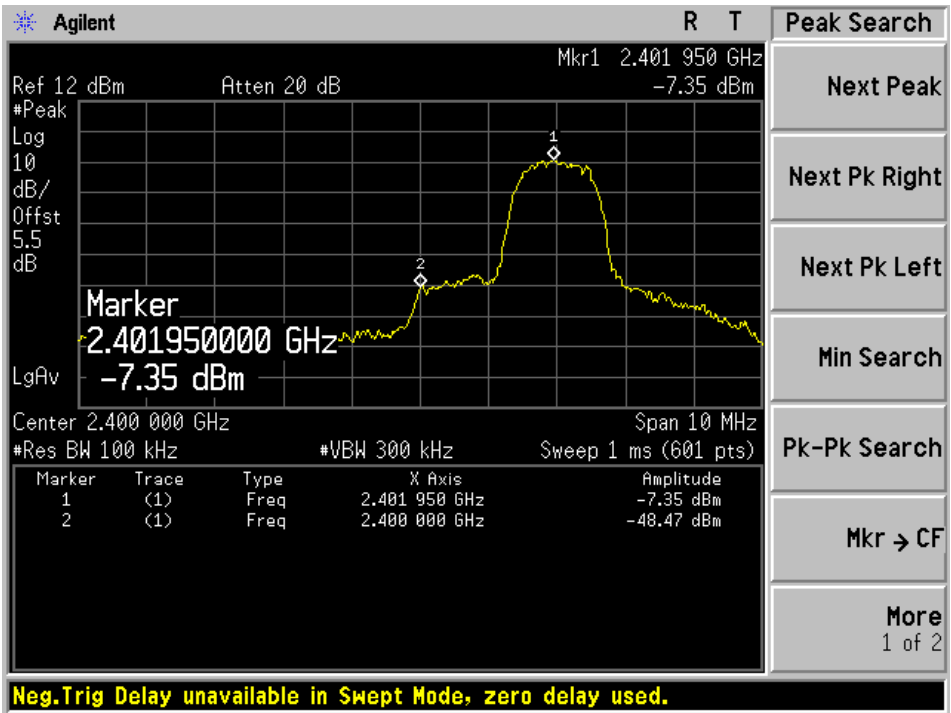 Agilent R T Peak Search
Mkr1 2.401 950 GHz
Ref 12 dBm Atten 20 dB -7.35 dBm
#Peak
Log
10
dB/
Offst
5.5
dB
LgAv
1
2
Marker
2.401950000 GHz
-7.35 dBm
Center 2.400 000 GHz Span 10 MHz
#Res BW 100 kHz #VBW 300 kHz Sweep 1 ms (601 pts)
Marker Trace Type X Axis Amplitude
1 (1) Freq 2.401 950 GHz -7.35 dBm
2 (1) Freq 2.400 000 GHz -48.47 dBm
Next Peak
Next Pk Right
Next Pk Left
Min Search
Pk-Pk Search
Mkr → CF
More
1 of 2
Neg.Trig Delay unavailable in Swept Mode, zero delay used.